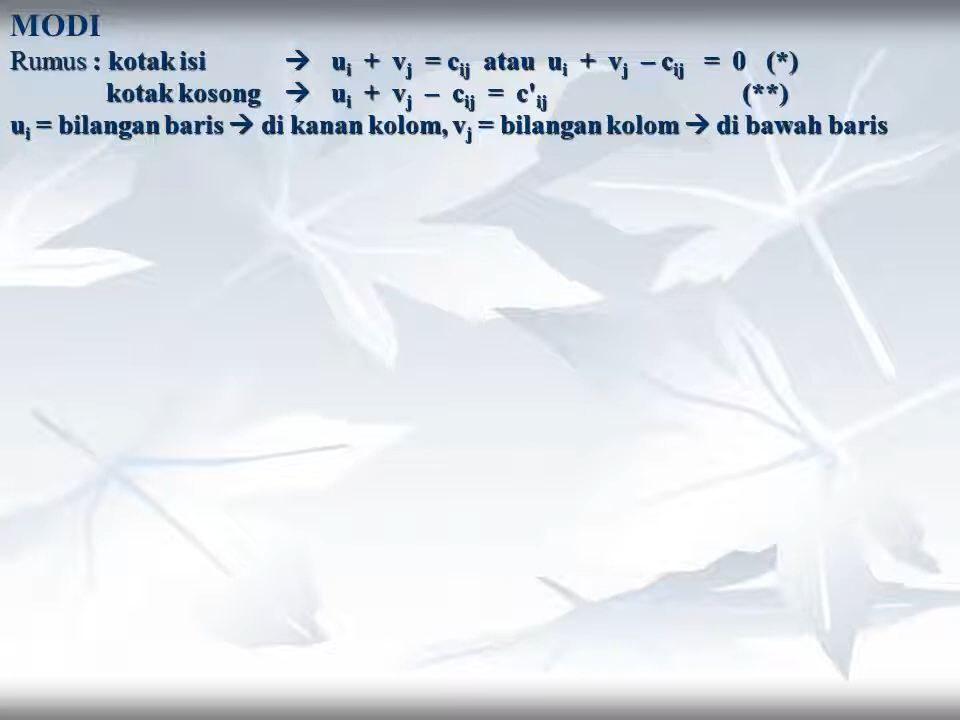 MODI
Rumus : kotak isi → uᵢ + vⱼ = cᵢⱼ atau uᵢ + vⱼ – cᵢⱼ = 0 (*)
kotak kosong → uᵢ + vⱼ – cᵢⱼ = c'ᵢⱼ (**)
uᵢ = bilangan baris → di kanan kolom, vⱼ = bilangan kolom → di bawah baris